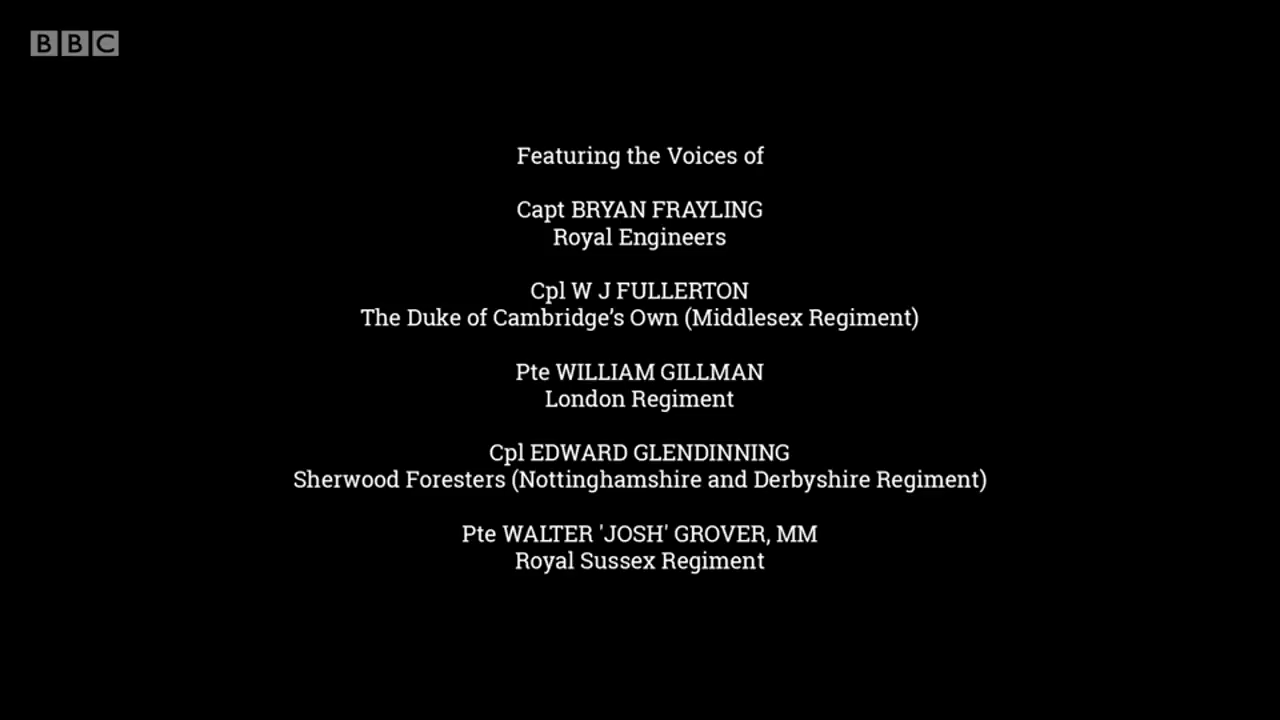 BBC
Featuring the Voices of
Capt BRYAN FRAYLING
Royal Engineers
Cpl W J FULLERTON
The Duke of Cambridge’s Own (Middlesex Regiment)
Pte WILLIAM GILLMAN
London Regiment
Cpl EDWARD GLENDINNING
Sherwood Foresters (Nottinghamshire and Derbyshire Regiment)
Pte WALTER 'JOSH' GROVER, MM
Royal Sussex Regiment